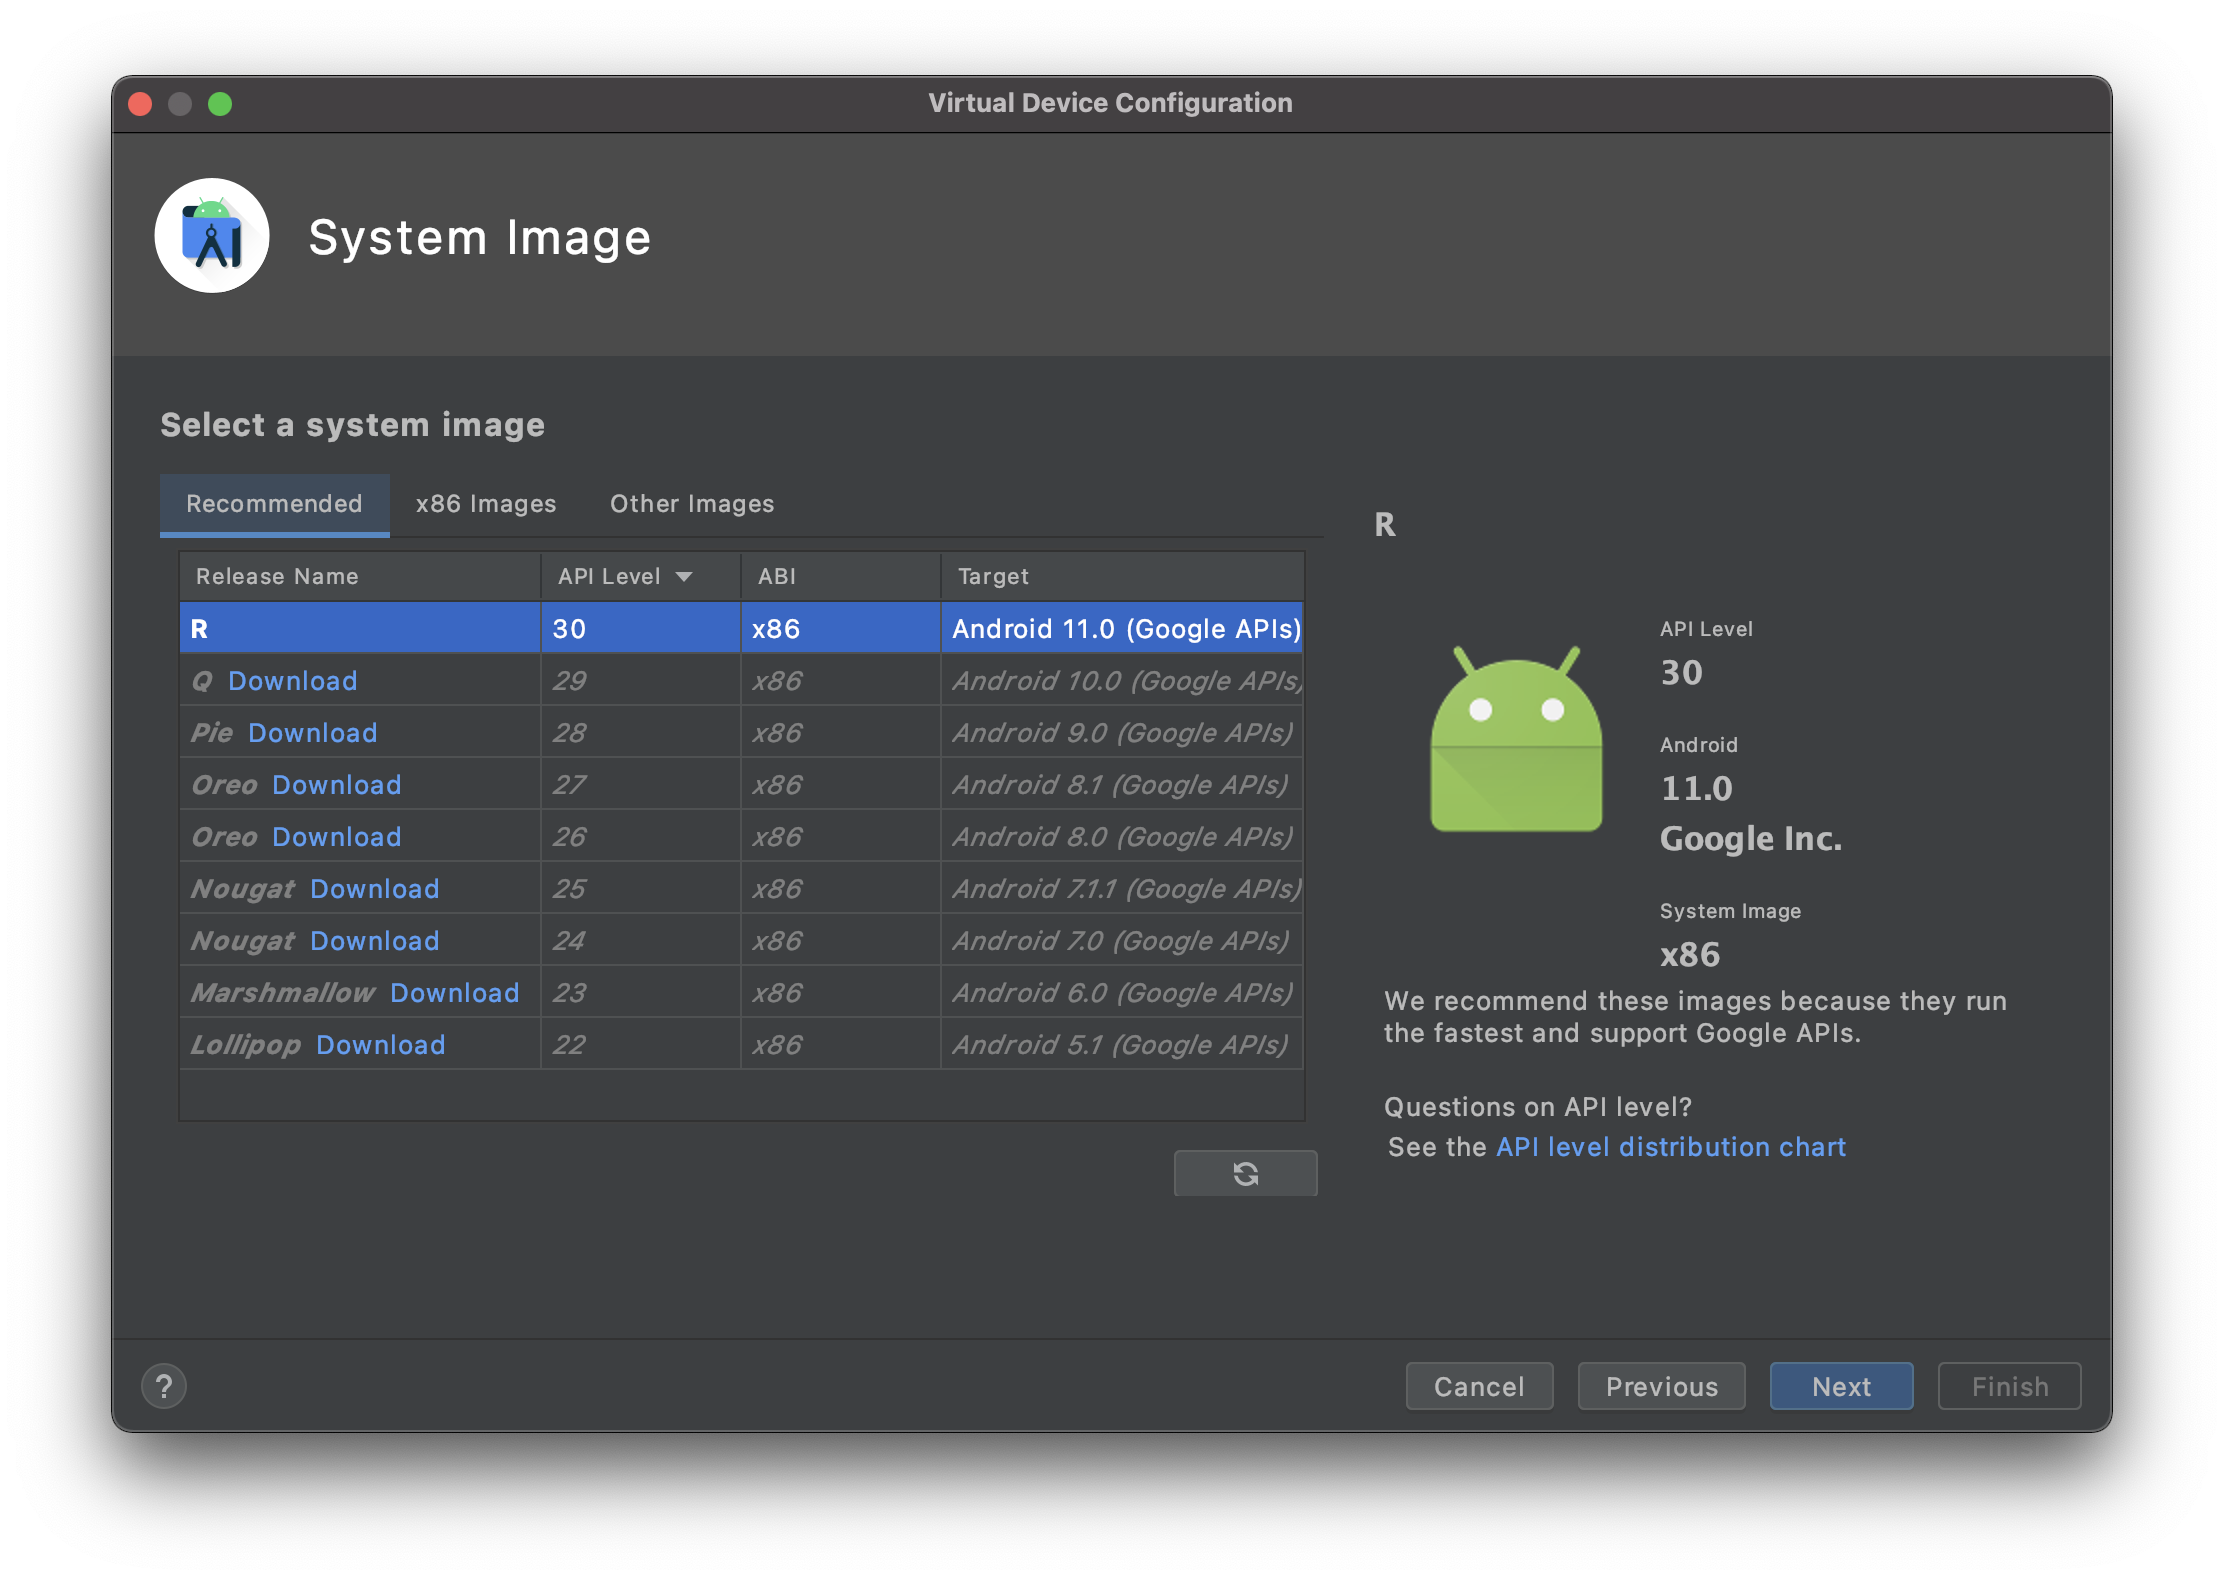 Virtual Device Configuration
System Image
Select a system image
Recommended x86 Images Other Images
Release Name API Level ABI Target
R 30 x86 Android 11.0 (Google APIs)
Q Download 29 x86 Android 10.0 (Google APIs)
Pie Download 28 x86 Android 9.0 (Google APIs)
Oreo Download 27 x86 Android 8.1 (Google APIs)
Oreo Download 26 x86 Android 8.0 (Google APIs)
Nougat Download 25 x86 Android 7.1.1 (Google APIs)
Nougat Download 24 x86 Android 7.0 (Google APIs)
Marshmallow Download 23 x86 Android 6.0 (Google APIs)
Lollipop Download 22 x86 Android 5.1 (Google APIs)
R
API Level
30
Android
11.0
Google Inc.
System Image
x86
We recommend these images because they run
the fastest and support Google APIs.
Questions on API level?
See the API level distribution chart
? Cancel Previous Next Finish